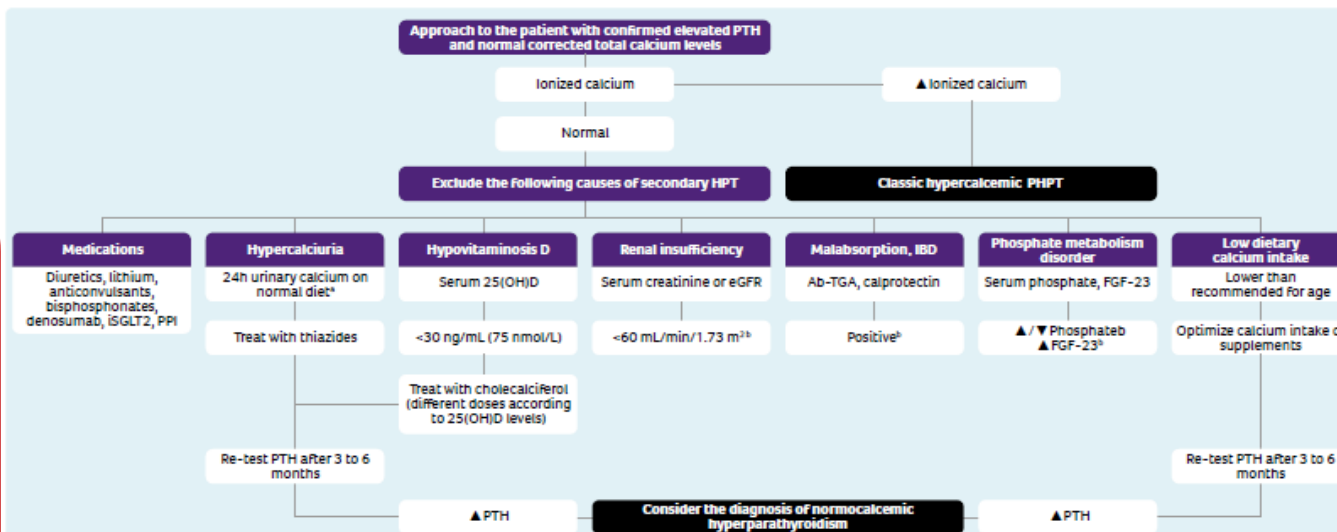 Approach to the patient with confirmed elevated PTH
and normal corrected total calcium levels
Ionized calcium
▲Ionized calcium
Normal
Exclude the following causes of secondary HPT
Classic hypercalcemic PHPT
Medications
Diuretics, lithium,
anticonvulsants,
bisphosphonates,
denosumab, iSGLT2, PPI
Hypercalciuria
24h urinary calcium on
normal dietᵃ
Treat with thiazides
Hypovitaminosis D
Serum 25(OH)D
<30 ng/mL (75 nmol/L)
Treat with cholecalciferol
(different doses according
to 25(OH)D levels)
Renal insufficiency
Serum creatinine or eGFR
<60 mL/min/1.73 m²ᵇ
Malabsorption, IBD
Ab-TGA, calprotectin
Positiveᵇ
Phosphate metabolism
disorder
Serum phosphate, FGF-23
▲/▼Phosphateb
▲FGF-23ᵇ
Low dietary
calcium intake
Lower than
recommended for age
Optimize calcium intake o
supplements
Re-test PTH after 3 to 6
months
Re-test PTH after 3 to 6
months
▲PTH
Consider the diagnosis of normocalcemic
hyperparathyroidism
▲PTH